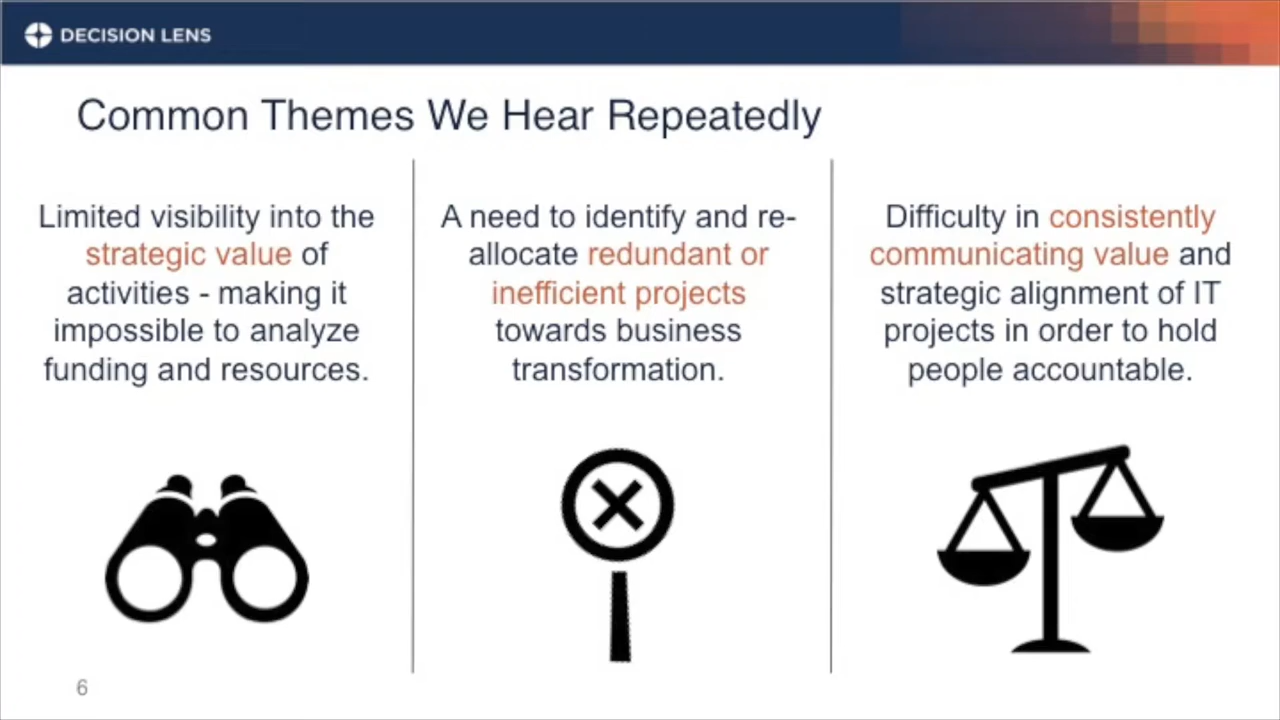 DECISION LENS
Common Themes We Hear Repeatedly
Limited visibility into the
strategic value of
activities - making it
impossible to analyze
funding and resources.
A need to identify and re-
allocate redundant or
inefficient projects
towards business
transformation.
Difficulty in consistently
communicating value and
strategic alignment of IT
projects in order to hold
people accountable.
6